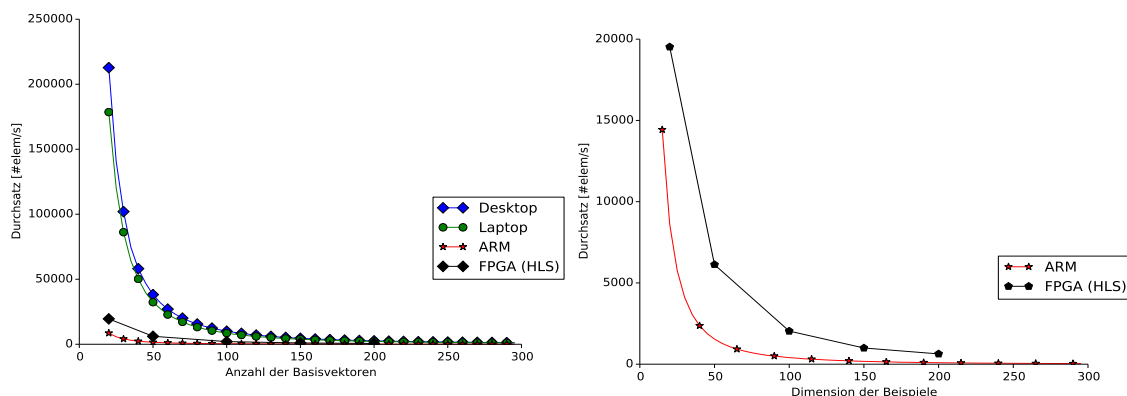 250000
200000
150000
100000
50000
0
0
50
100
150
200
250
300
Durchsatz [#elem/s]
Anzahl der Basisvektoren
Desktop
Laptop
ARM
FPGA (HLS)
20000
15000
10000
5000
0
0
50
100
150
200
250
300
Durchsatz [#elem/s]
Dimension der Beispiele
ARM
FPGA (HLS)